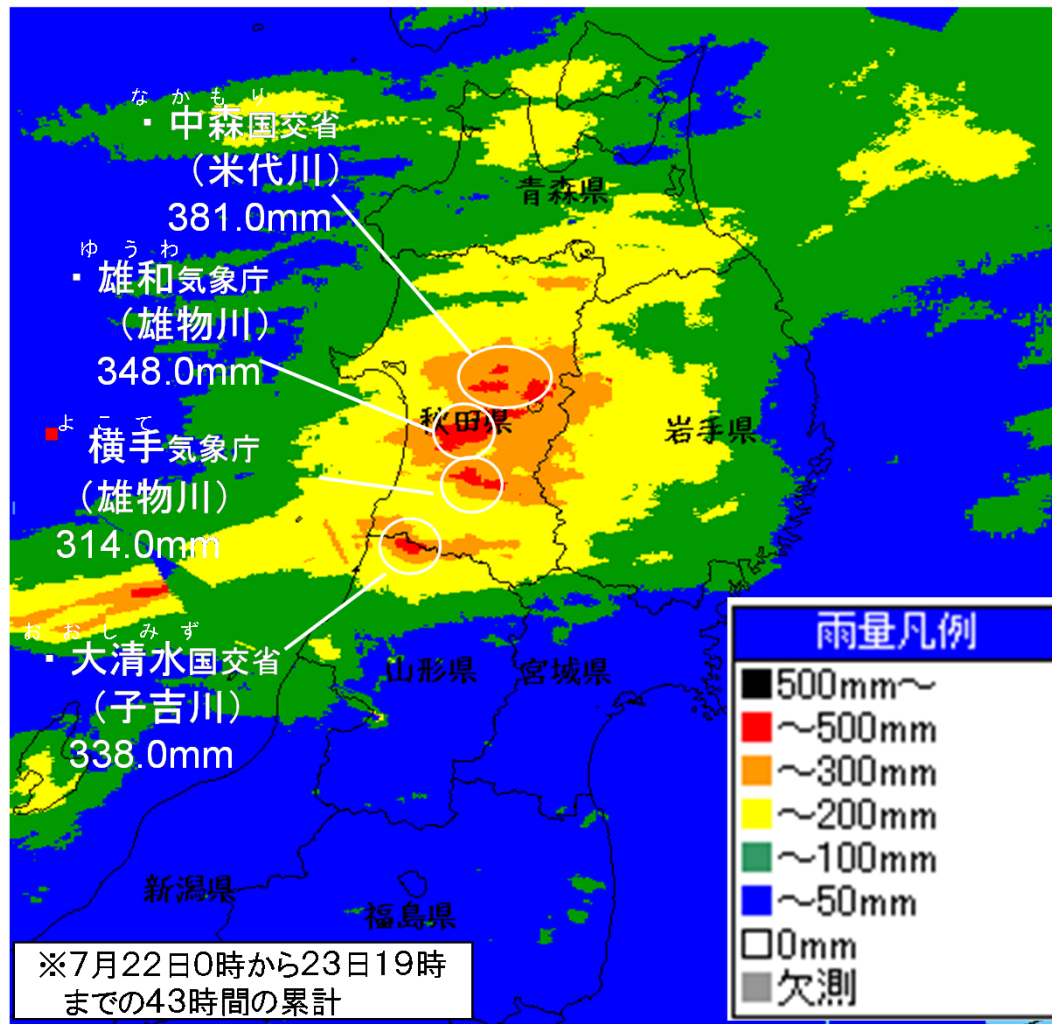 なかもり
・中森国交省
（米代川）
381.0mm
ゆうわ
・雄和気象庁
（雄物川）
348.0mm
よこて
横手気象庁
（雄物川）
314.0mm
おおしみず
・大清水国交省
（子吉川）
338.0mm
青森県
秋田県
岩手県
山形県
宮城県
新潟県
福島県
雨量凡例
500mm～
～500mm
～300mm
～200mm
～100mm
～50mm
0mm
欠測
※7月22日0時から23日19時
までの43時間の累計